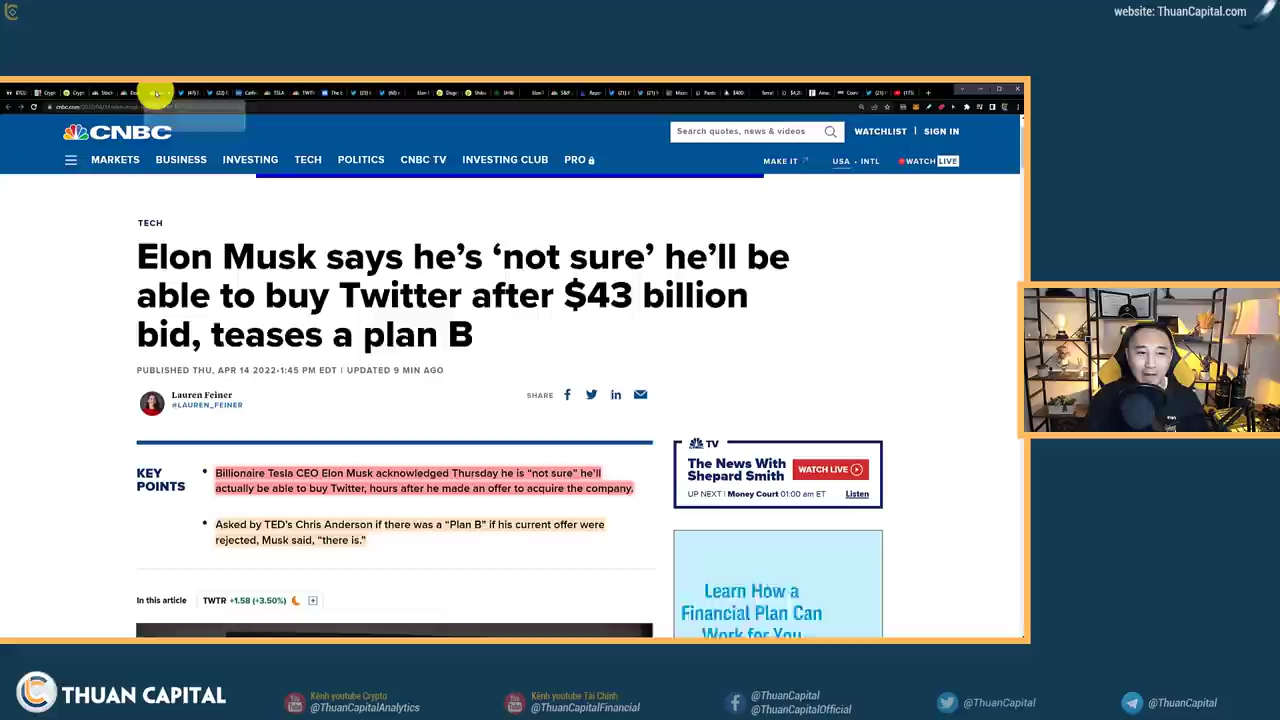 website: ThuanCapital.com
CNBC
Search quotes, news & videos
WATCHLIST
SIGN IN
MARKETS
BUSINESS
INVESTING
TECH
POLITICS
CNBC TV
INVESTING CLUB
PRO
MAKE IT
USA • INTL
WATCH LIVE
TECH
Elon Musk says he's ‘not sure’ he'll be
able to buy Twitter after $43 billion
bid, teases a plan B
PUBLISHED THU, APR 14 2022•1:45 PM EDT | UPDATED 9 MIN AGO
Lauren Feiner
@LAUREN_FEINER
SHARE
KEY
POINTS
Billionaire Tesla CEO Elon Musk acknowledged Thursday he is “not sure” he'll
actually be able to buy Twitter, hours after he made an offer to acquire the company.
Asked by TED's Chris Anderson if there was a “Plan B” if his current offer were
rejected, Musk said, “there is.”
In this article
TWTR +1.58 (+3.50%)
TV
The News With
Shepard Smith
WATCH LIVE
UP NEXT | Money Court 01:00 am ET
Listen
Learn How a
Financial Plan Can
Work for You
THUAN CAPITAL
Kênh youtube Crypto
@ThuanCapitalAnalytics
Kênh youtube Tài Chính
@ThuanCapitalFinancial
@ThuanCapital
@ThuanCapitalOfficial
@ThuanCapital
@ThuanCapital